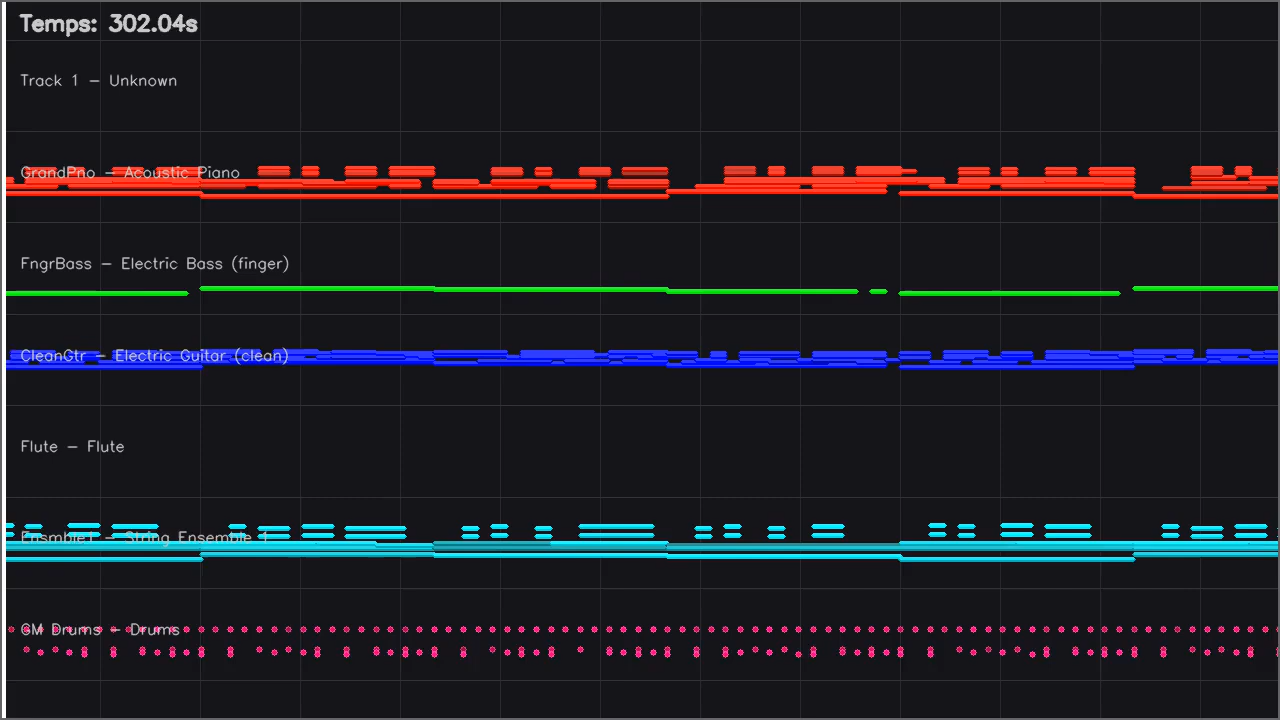 Temps: 302.04s
Track 1 – Unknown
GrandPno – Acoustic Piano
FngrBass – Electric Bass (finger)
CleanGtr – Electric Guitar (clean)
Flute – Flute
Ensmble1 – String Ensemble 1
GM Drums – Drums